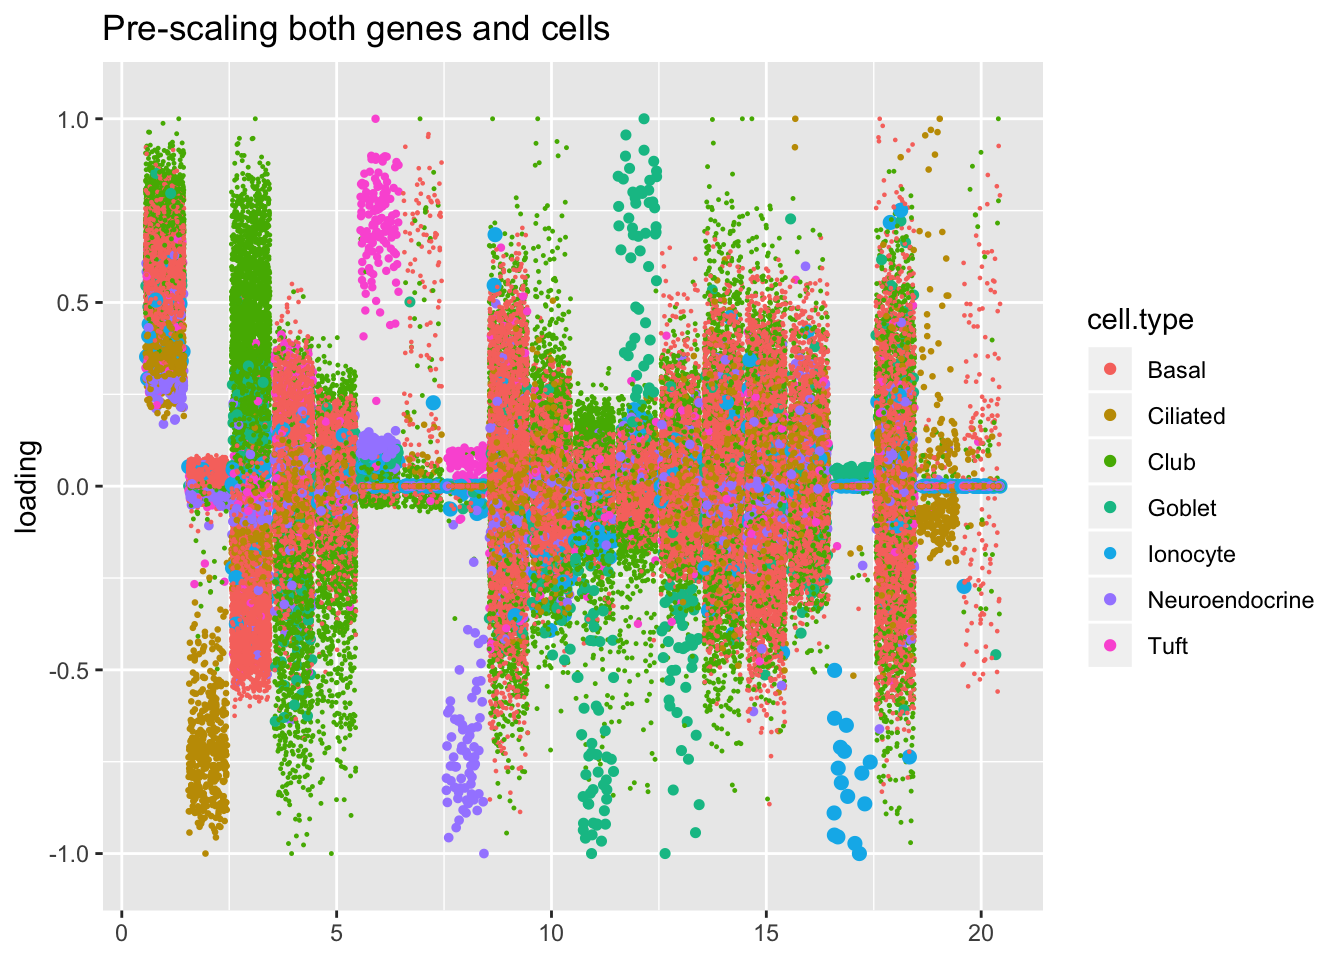 Pre-scaling both genes and cells
loading
1.0
0.5
0.0
-0.5
-1.0
0
5
10
15
20
cell.type
Basal
Ciliated
Club
Goblet
Ionocyte
Neuroendocrine
Tuft